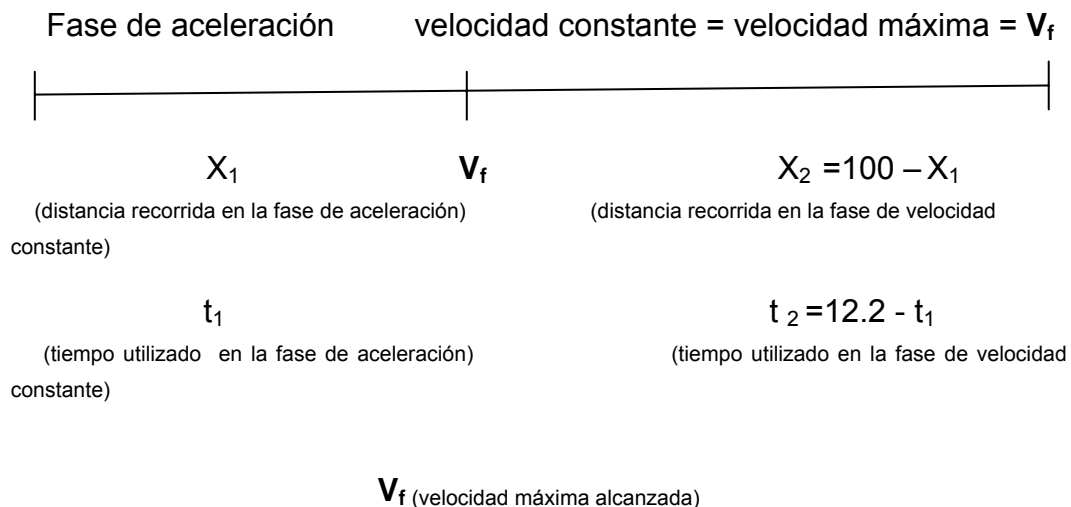 Fase de aceleración velocidad constante = velocidad máxima = Vf
X1 Vf X2 =100 – X1
(distancia recorrida en la fase de aceleración) (distancia recorrida en la fase de velocidad
constante)
t1 t 2 =12.2 - t1
(tiempo utilizado en la fase de aceleración) (tiempo utilizado en la fase de velocidad
constante)
Vf (velocidad máxima alcanzada)